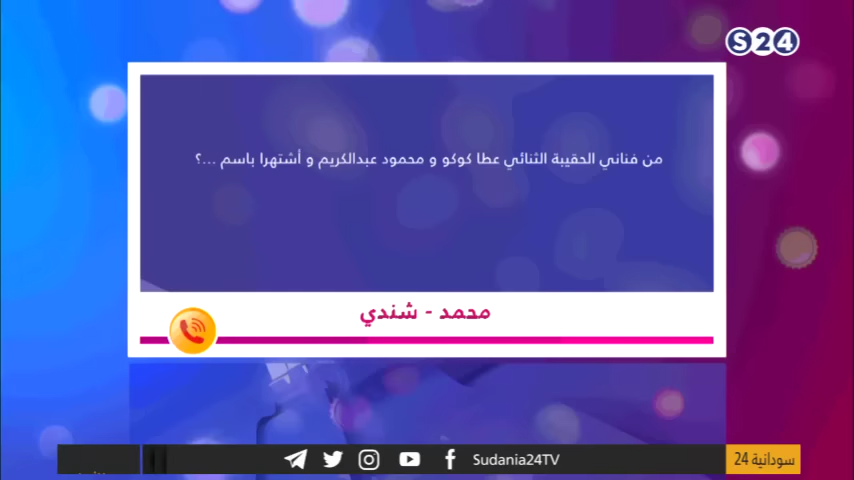 S24
من فناني الحقيبة الثنائي عطا كوكو و محمود عبدالكريم و أشتهرا باسم ...؟
محمد - شندي
Sudania24TV
سودانية 24